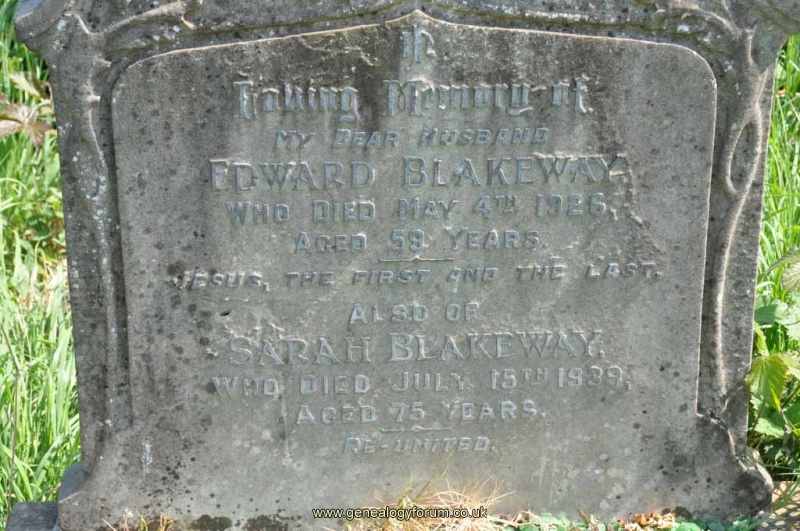 In
Loving Memory of
MY DEAR HUSBAND
EDWARD BLAKEWAY
WHO DIED MAY 4TH 1926,
AGED 59 YEARS.
JESUS, THE FIRST AND THE LAST.
ALSO OF
SARAH BLAKEWAY,
WHO DIED JULY 15TH 1939,
AGED 75 YEARS.
RE-UNITED.
www.genealogyforum.co.uk